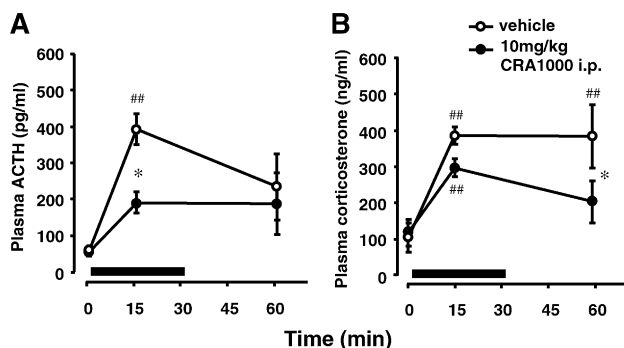 A
Plasma ACTH (pg/ml)
600
500
400
300
200
100
0
##
*
0 15 30 45 60
B
vehicle
10mg/kg
CRA1000 i.p.
Plasma corticosterone (ng/ml)
600
500
400
300
200
100
0
##
##
*
##
0 15 30 45 60
Time (min)